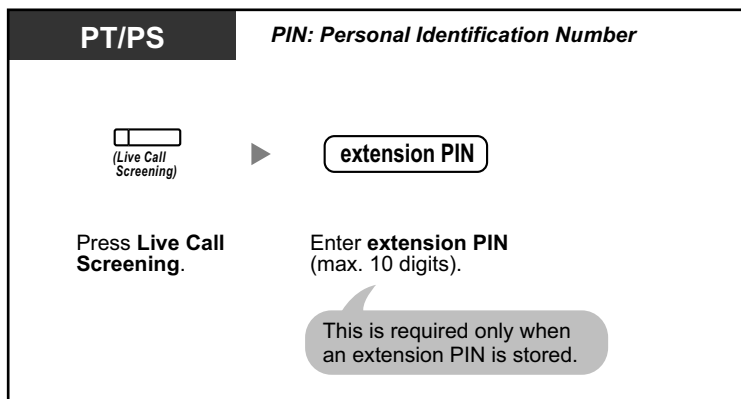 PT/PS
PIN: Personal Identification Number
(Live Call
Screening)
extension PIN
Press Live Call
Screening.
Enter extension PIN
(max. 10 digits).
This is required only when
an extension PIN is stored.